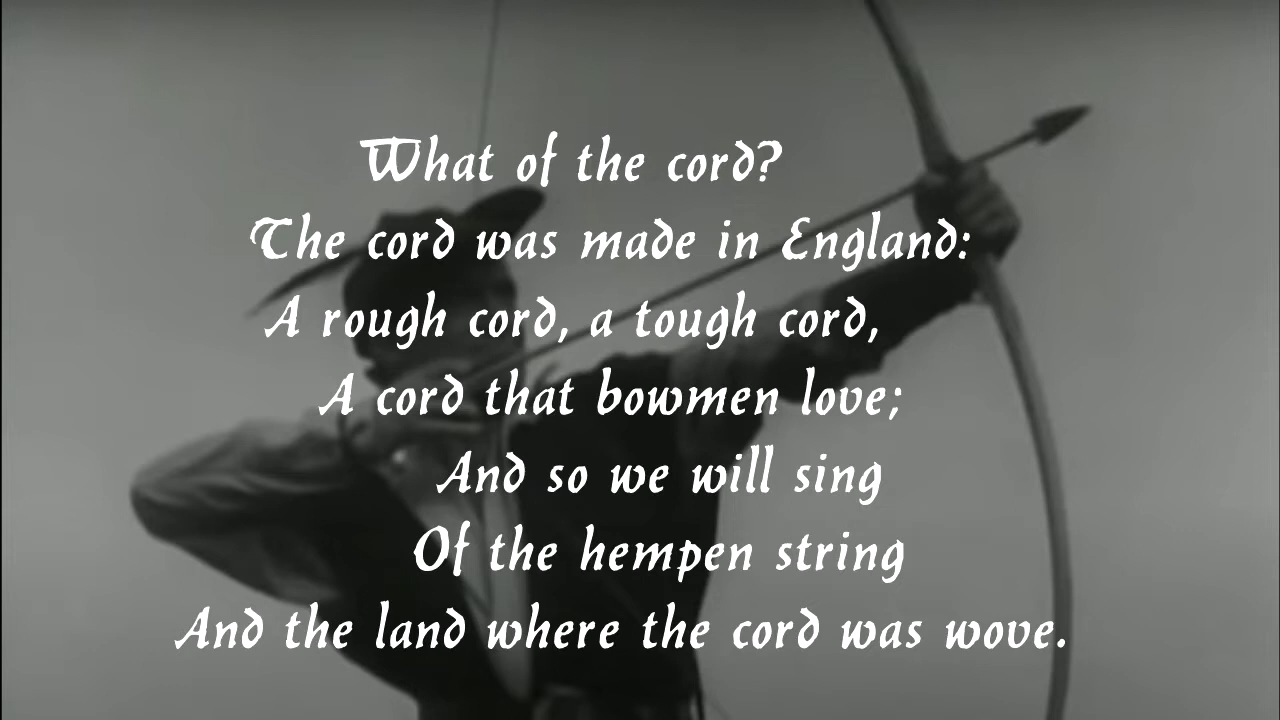 What of the cord?
The cord was made in England:
A rough cord, a tough cord,
A cord that bowmen love;
And so we will sing
Of the hempen string
And the land where the cord was wove.